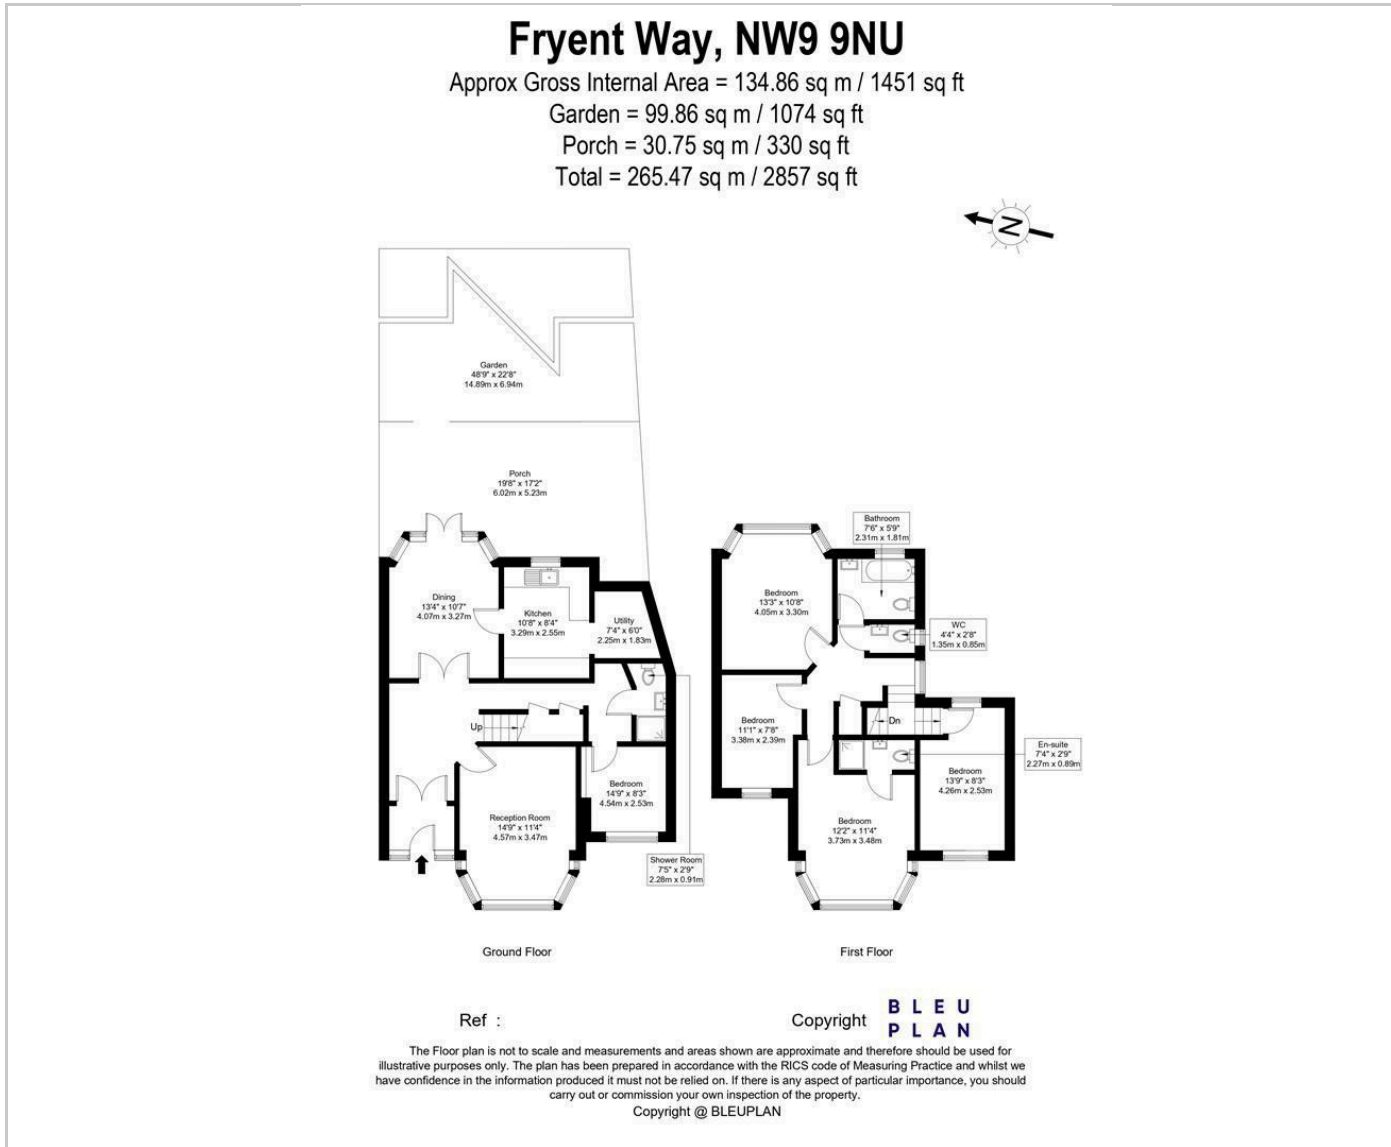 Fryent Way, NW9 9NU
Approx Gross Internal Area = 134.86 sq m / 1451 sq ft
Garden = 99.86 sq m / 1074 sq ft
Porch = 30.75 sq m / 330 sq ft
Total = 265.47 sq m / 2857 sq ft
N
Garden
48'9" x 22'8"
14.89m x 6.94m
Porch
19'8" x 17'2"
6.02m x 5.23m
Dining
13'4" x 10'7"
4.07m x 3.27m
Kitchen
10'8" x 8'4"
3.29m x 2.55m
Utility
7'4" x 6'0"
2.25m x 1.83m
Up
Reception Room
14'9" x 11'4"
4.57m x 3.47m
Bedroom
14'9" x 8'3"
4.54m x 2.53m
Shower Room
7'5" x 2'9"
2.28m x 0.91m
Ground Floor
Bathroom
7'6" x 5'9"
2.31m x 1.81m
Bedroom
13'3" x 10'8"
4.05m x 3.30m
WC
4'4" x 2'8"
1.35m x 0.85m
Bedroom
11'1" x 7'8"
3.38m x 2.39m
Dn
En-suite
7'4" x 2'9"
2.27m x 0.89m
Bedroom
13'9" x 8'3"
4.26m x 2.53m
Bedroom
12'2" x 11'4"
3.73m x 3.48m
First Floor
Ref :
Copyright
BLEU
PLAN
The Floor plan is not to scale and measurements and areas shown are approximate and therefore should be used for
illustrative purposes only. The plan has been prepared in accordance with the RICS code of Measuring Practice and whilst we
have confidence in the information produced it must not be relied on. If there is any aspect of particular importance, you should
carry out or commission your own inspection of the property.
Copyright @ BLEUPLAN